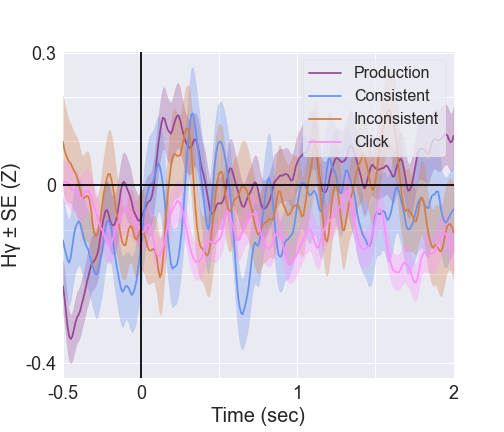 0.3
0
-0.4
Hγ ± SE (Z)
Production
Consistent
Inconsistent
Click
-0.5 0 1 2
Time (sec)